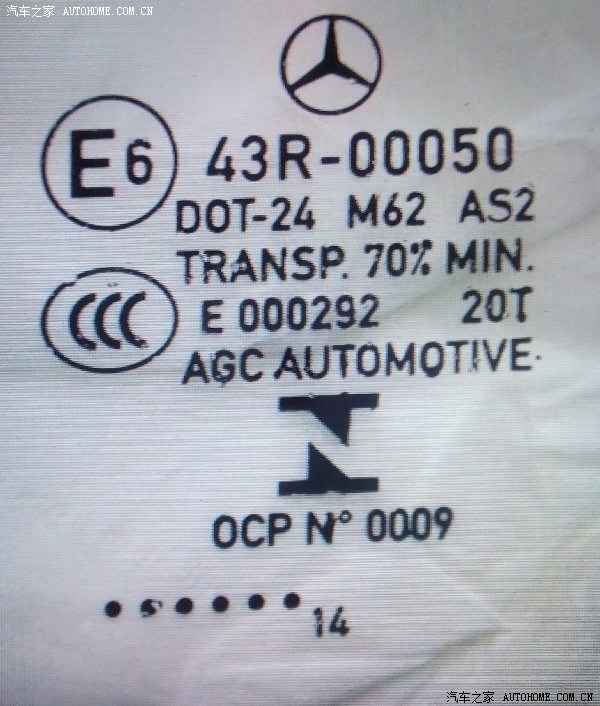 汽车之家 AUTOHOME.COM.CN
E6 43R-00050
DOT-24 M62 AS2
TRANSP. 70% MIN.
CCC E 000292 20T
AGC AUTOMOTIVE
OCP N° 0009
14
汽车之家 AUTOHOME.COM.CN